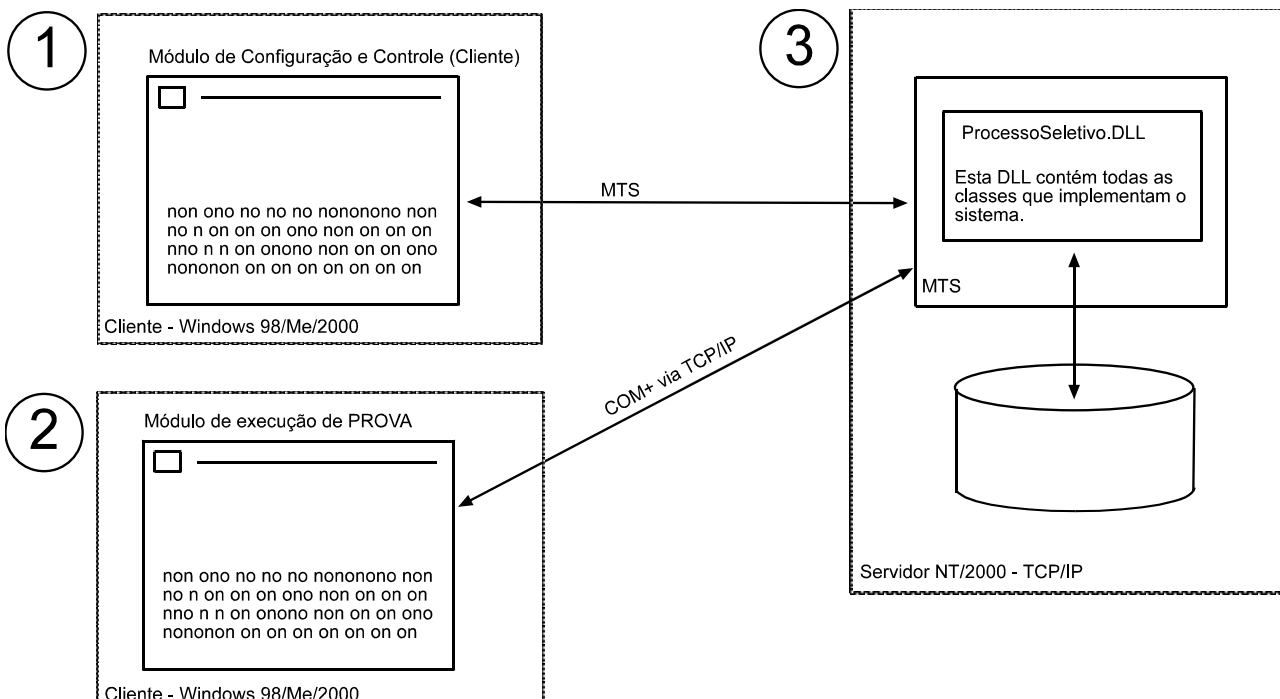 1
Módulo de Configuração e Controle (Cliente)
non ono no no no nononono non
no n on on on ono non on on on
nno n n on onono non on on ono
nononon on on on on on on on
Cliente - Windows 98/Me/2000
MTS
COM+ via TCP/IP
2
Módulo de execução de PROVA
non ono no no no nononono non
no n on on on ono non on on on
nno n n on onono non on on ono
nononon on on on on on on on
Cliente - Windows 98/Me/2000
3
ProcessoSeletivo.DLL
Esta DLL contém todas as
classes que implementam o
sistema.
MTS
Servidor NT/2000 - TCP/IP